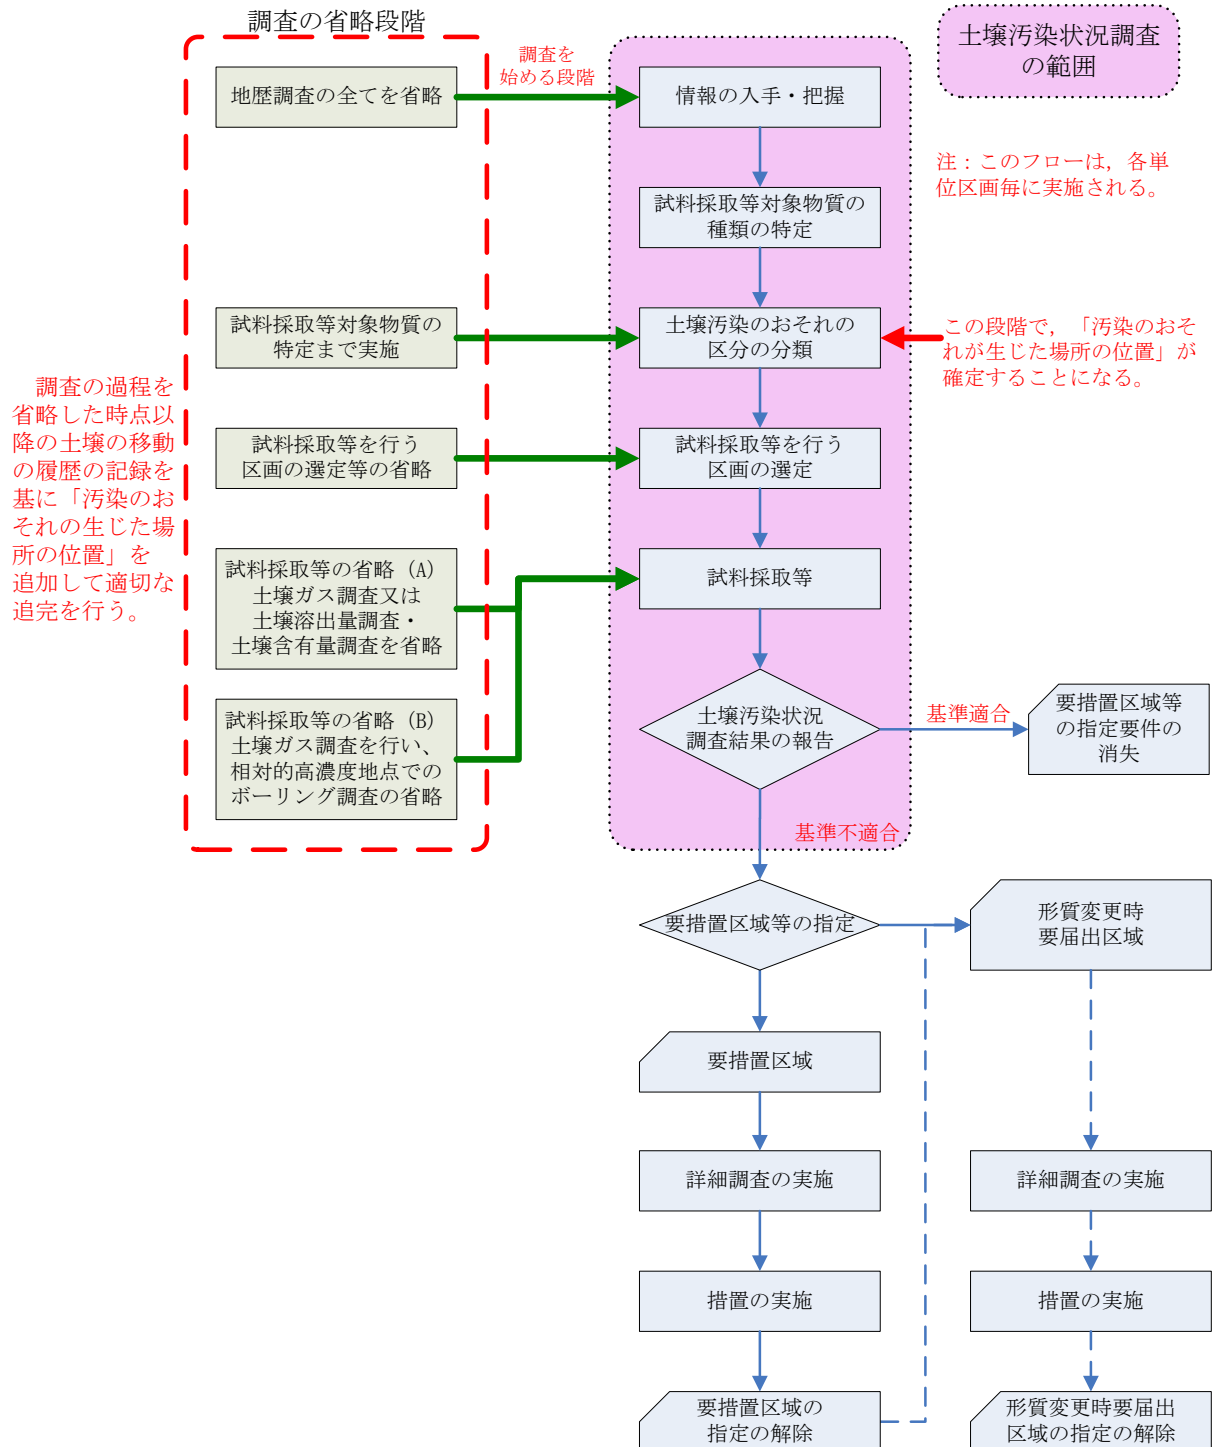 調査の省略段階
地歴調査の全てを省略
試料採取等対象物質の
特定まで実施
試料採取等を行う
区画の選定等の省略
試料採取等の省略（A）
土壌ガス調査又は
土壌溶出量調査・
土壌含有量調査を省略
試料採取等の省略（B）
土壌ガス調査を行い、
相対的高濃度地点での
ボーリング調査の省略
調査の過程を
省略した時点以
降の土壌の移動
の履歴の記録を
基に「汚染のお
それの生じた場
所の位置」を
追加して適切な
追完を行う。
調査を
始める段階
情報の入手・把握
試料採取等対象物質の
種類の特定
土壌汚染のおそれの
区分の分類
試料採取等を行う
区画の選定
試料採取等
土壌汚染状況
調査結果の報告
基準適合
基準不適合
要措置区域等
の指定要件の
消失
土壌汚染状況調査
の範囲
注：このフローは，各単
位区画毎に実施される。
この段階で，「汚染のおそ
れが生じた場所の位置」が
確定することになる。
要措置区域等の指定
要措置区域
詳細調査の実施
措置の実施
要措置区域の
指定の解除
形質変更時
要届出区域
詳細調査の実施
措置の実施
形質変更時要届出
区域の指定の解除